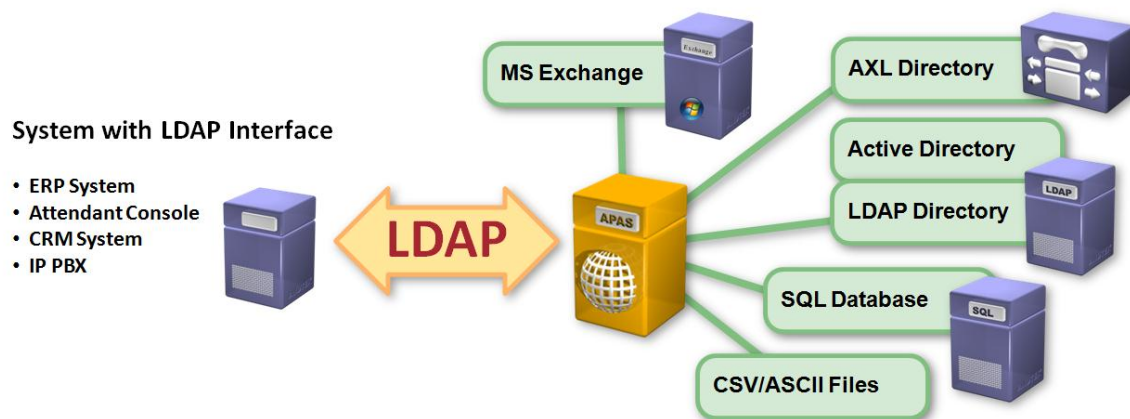 System with LDAP Interface
• ERP System
• Attendant Console
• CRM System
• IP PBX
LDAP
APAS
MS Exchange
Exchange
AXL Directory
Active Directory
LDAP Directory
LDAP
SQL Database
SQL
CSV/ASCII Files